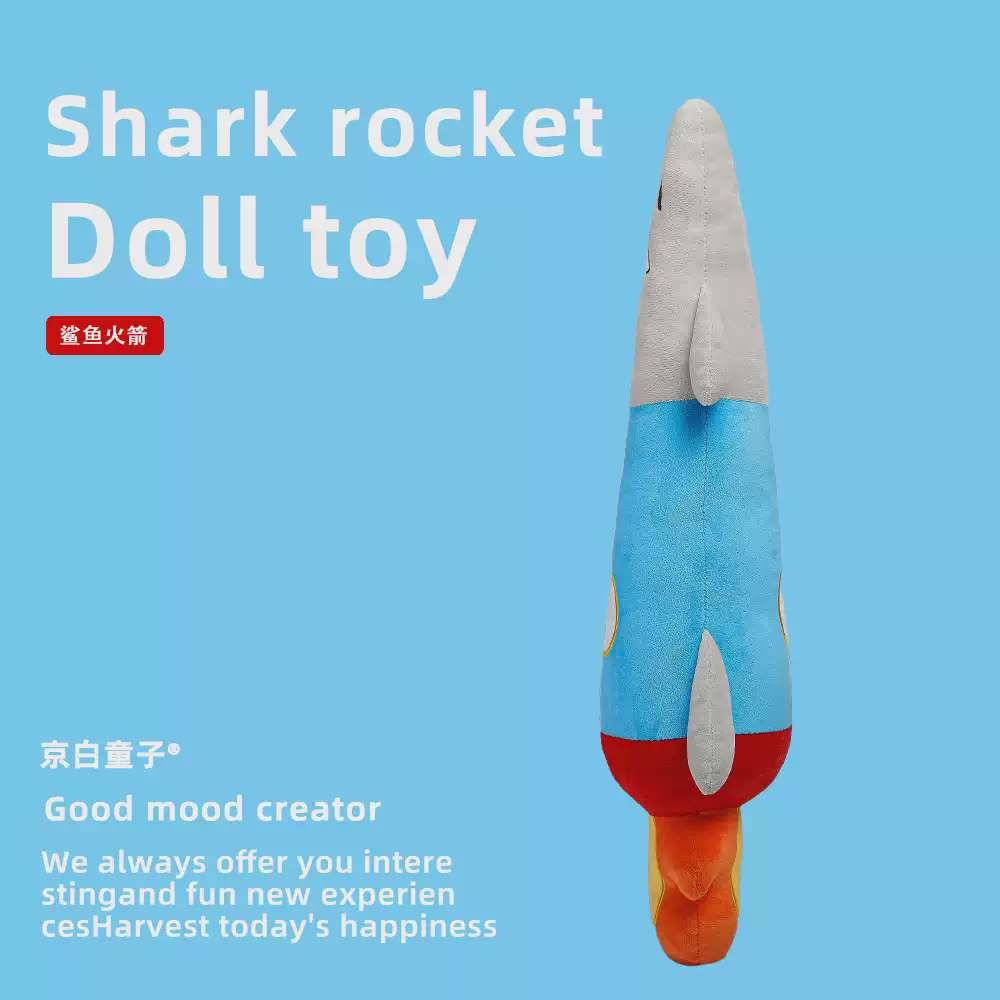 Shark rocket
Doll toy
鲨鱼火箭
京白童子®
Good mood creator
We always offer you intere
stingand fun new experien
cesHarvest today's happiness